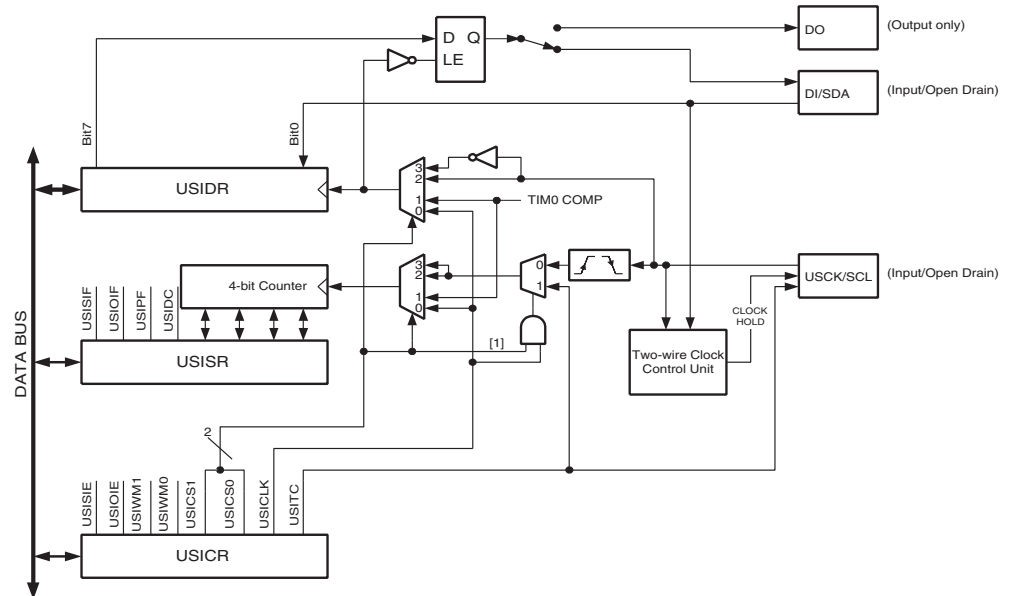 DO
(Output only)
D Q
LE
DI/SDA
(Input/Open Drain)
Bit7
Bit0
USIDR
3
2
1
0
TIM0 COMP
4-bit Counter
3
2
1
0
0
1
USCK/SCL
(Input/Open Drain)
CLOCK
HOLD
USISIF
USIOIF
USIPF
USIDC
[1]
Two-wire Clock
Control Unit
USISR
DATA BUS
2
USISIE
USIOIE
USIWM1
USIWM0
USICS1
USICS0
USICLK
USITC
USICR